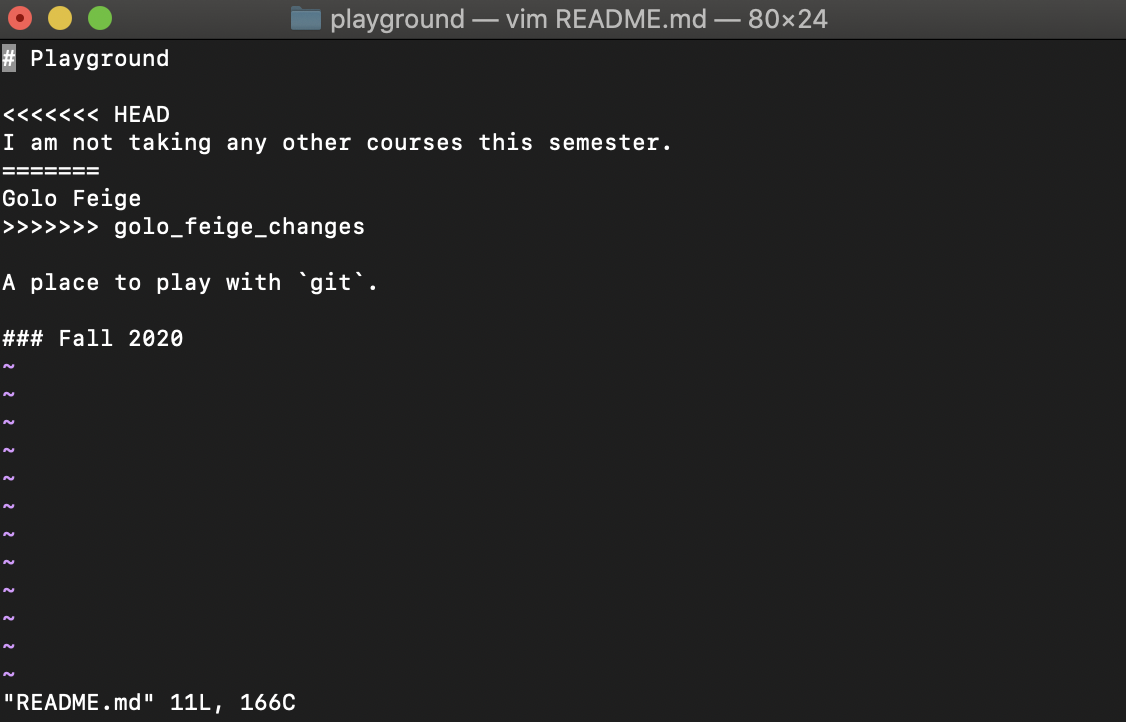 playground — vim README.md — 80×24
# Playground

<<<<<<< HEAD
I am not taking any other courses this semester.
=======
Golo Feige
>>>>>>> golo_feige_changes

A place to play with `git`.

### Fall 2020
~
~
~
~
~
~
~
~
~
~
~
~
"README.md" 11L, 166C